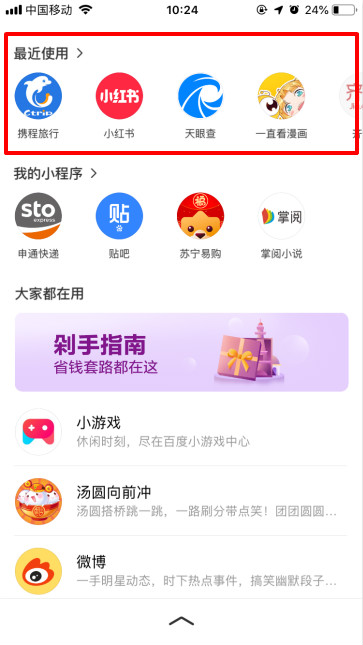 中国移动 10:24 24%
最近使用 >
Ctrip 小红书
携程旅行 小红书 天眼查 一直看漫画
我的小程序 >
sto express 贴吧 掌阅
申通快递 贴吧 苏宁易购 掌阅小说
大家都在用
剁手指南
省钱套路都在这
小游戏
休闲时刻，尽在百度小游戏中心
汤圆向前冲
汤圆搭桥跳一跳，一路刷分带点笑！团团圆圆...
微博
一手明星动态，时下热点事件，搞笑幽默段子...